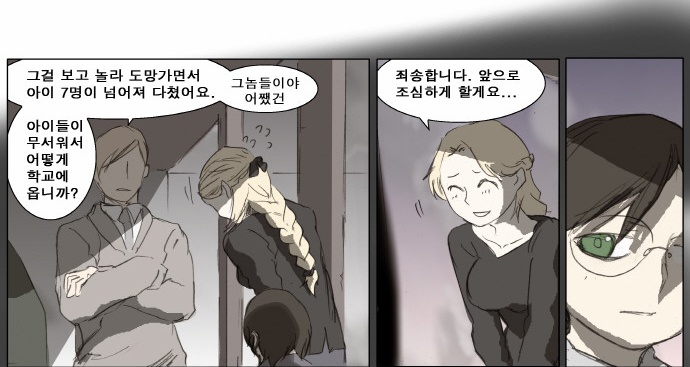 그걸 보고 놀라 도망가면서
아이 7명이 넘어져 다쳤어요.
아이들이
무서워서
어떻게
학교에
옵니까?
그놈들이야
어쨌건
죄송합니다. 앞으로
조심하게 할게요...